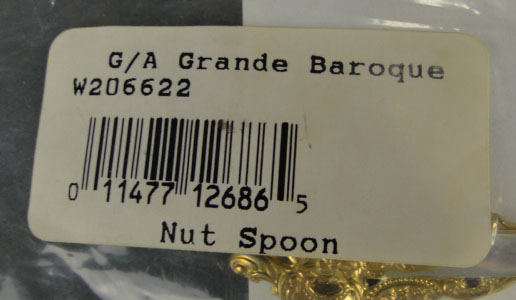 G/A Grande Baroque
W206622
0 11477 12686 5
Nut Spoon